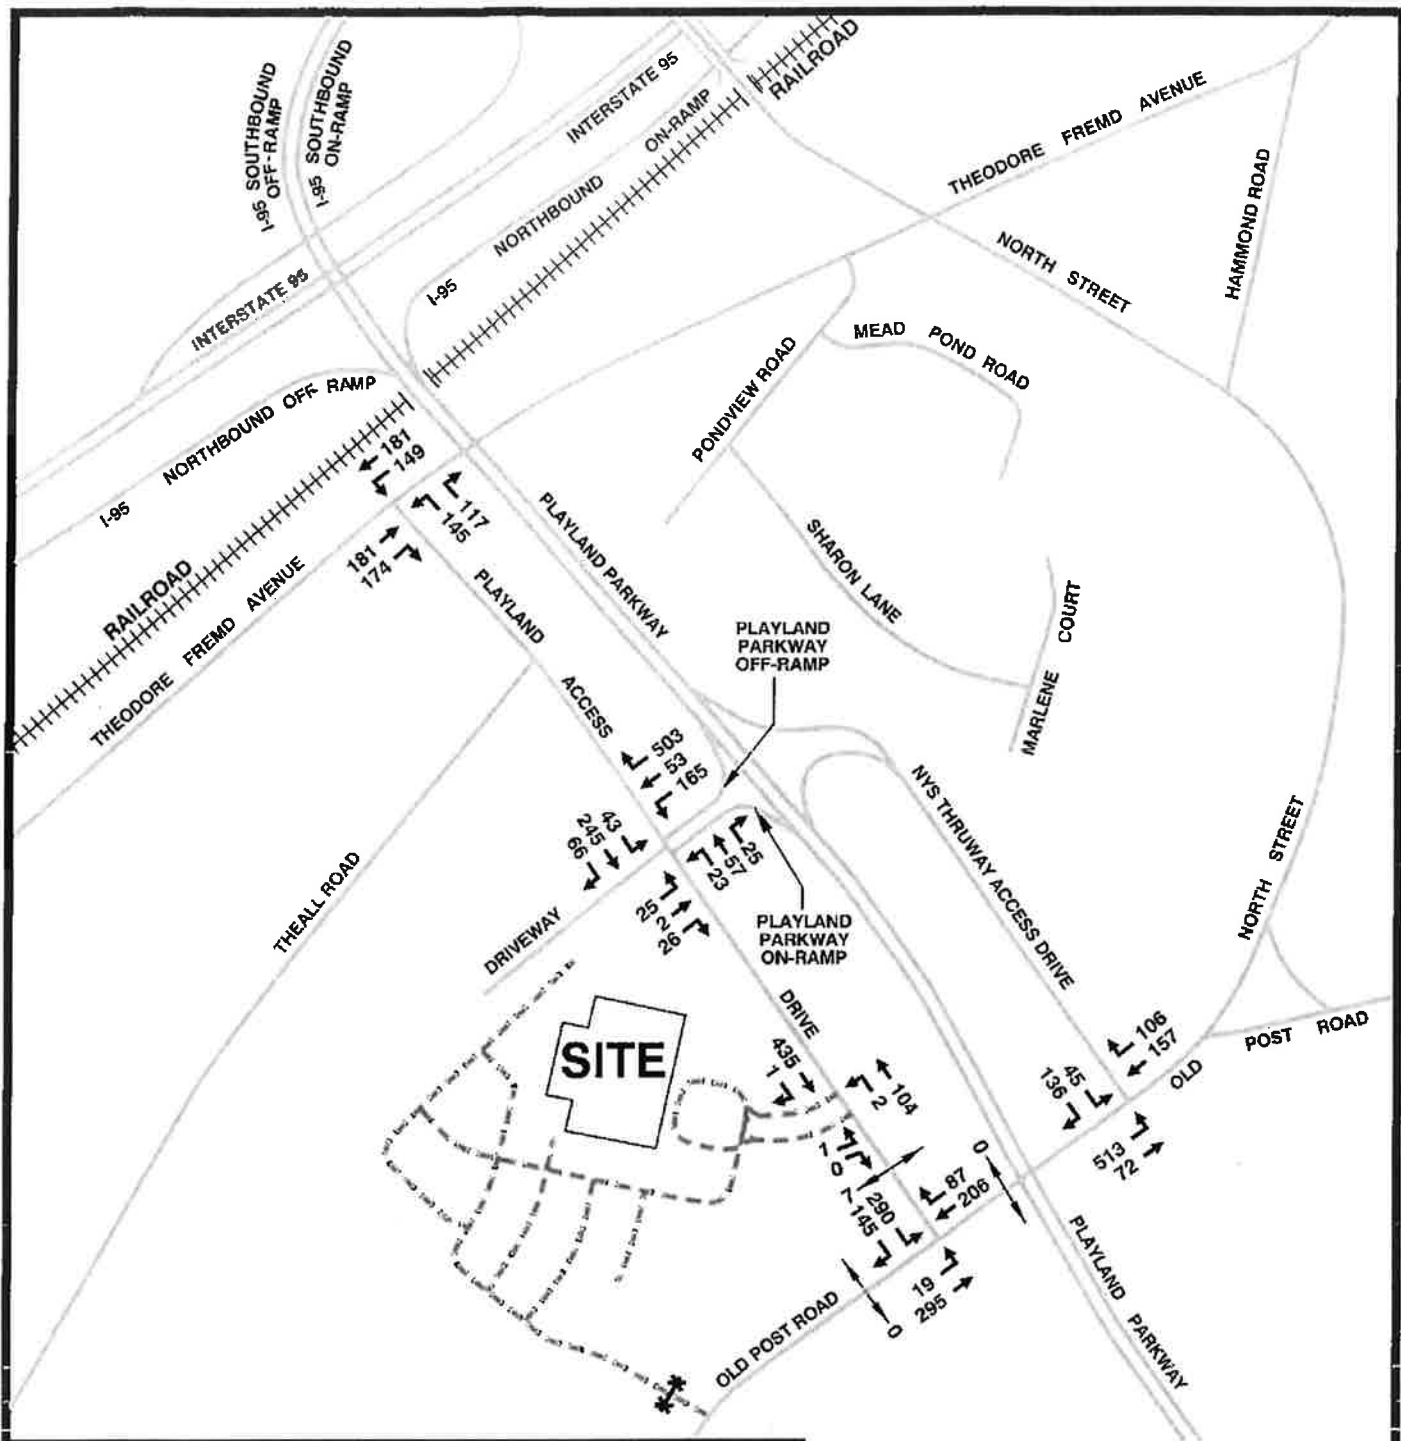 I-95 SOUTHBOUND
OFF-RAMP
I-95 SOUTHBOUND
ON-RAMP
INTERSTATE 95
RAILROAD
ON-RAMP
NORTHBOUND
I-95
INTERSTATE 95
THEODORE FREMD AVENUE
HAMMOND ROAD
NORTH STREET
MEAD POND ROAD
PONDVIEW ROAD
I-95 NORTHBOUND OFF RAMP
181
149
117
145
181
174
RAILROAD
THEODORE FREMD AVENUE
PLAYLAND PARKWAY
SHARON LANE
MARLENE COURT
PLAYLAND
ACCESS
DRIVE
PLAYLAND
PARKWAY
OFF-RAMP
503
53
165
43
245
66
25
57
23
25
2
26
DRIVEWAY
THEALL ROAD
PLAYLAND
PARKWAY
ON-RAMP
NYS THRUWAY ACCESS DRIVE
NORTH STREET
OLD POST ROAD
SITE
435
1
104
2
1
0
106
157
45
136
513
72
0
87
206
7
290
145
19
295
0
OLD POST ROAD
PLAYLAND PARKWAY